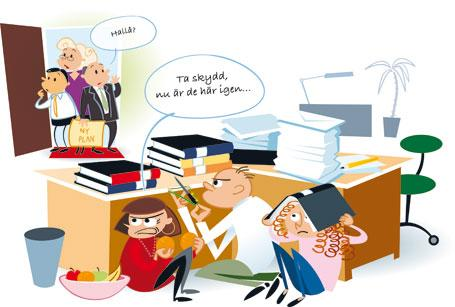 Hallå?
Ta skydd,
nu är de här igen...
NY
PLAN